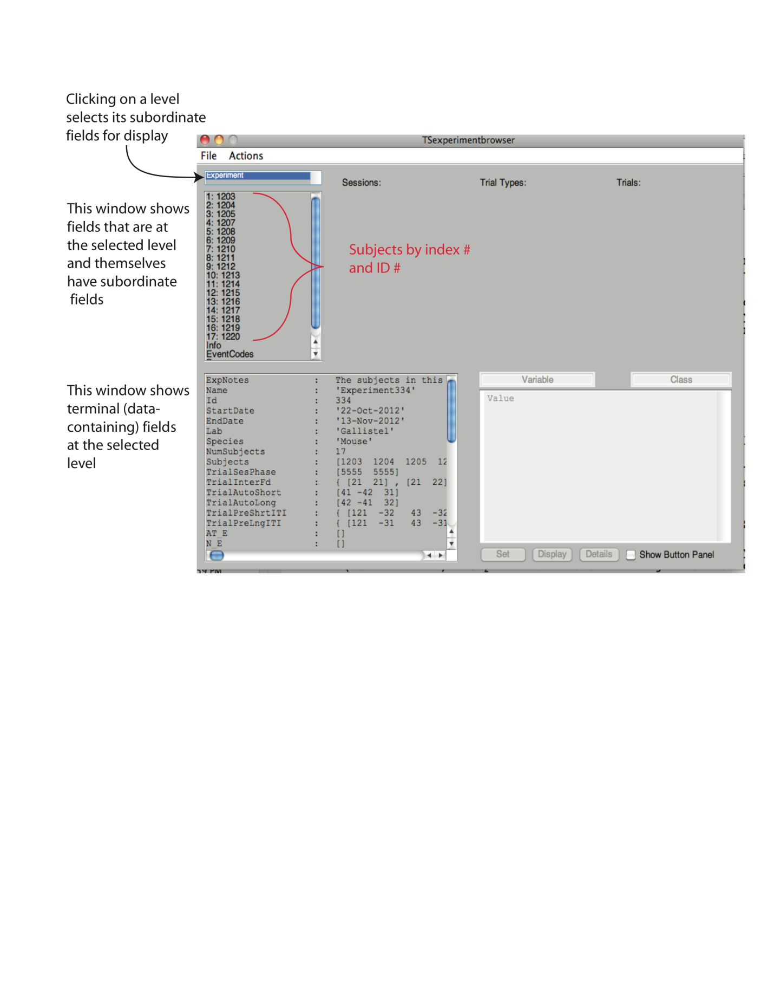 Clicking on a level
selects its subordinate
fields for display
TSexperimentbrowser
File Actions
Experiment
Sessions: Trial Types: Trials:
This window shows
fields that are at
the selected level
and themselves
have subordinate
fields
1: 1203
2: 1204
3: 1205
4: 1207
5: 1208
6: 1209
7: 1210
8: 1211
9: 1212
10: 1213
11: 1214
12: 1215
13: 1216
14: 1217
15: 1218
16: 1219
17: 1220
Info
EventCodes
Subjects by index #
and ID #
This window shows
terminal (data-
containing) fields
at the selected
level
ExpNotes : The subjects in this
Name : 'Experiment334'
Id : 334
StartDate : '22-Oct-2012'
EndDate : '13-Nov-2012'
Lab : 'Gallistel'
Species : 'Mouse'
NumSubjects : 17
Subjects : [1203 1204 1205 12
TrialSesPhase : [5555 5555]
TrialInterFd : { [21 21] , [21 22]
TrialAutoShort : [41 -42 31]
TrialAutoLong : [42 -41 32]
TrialPreShrtITI : { [121 -32 43 -32
TrialPreLngITI : { [121 -31 43 -31
AT_E : []
N_E : []
Variable Class
Value
Set Display Details Show Button Panel
59 PM